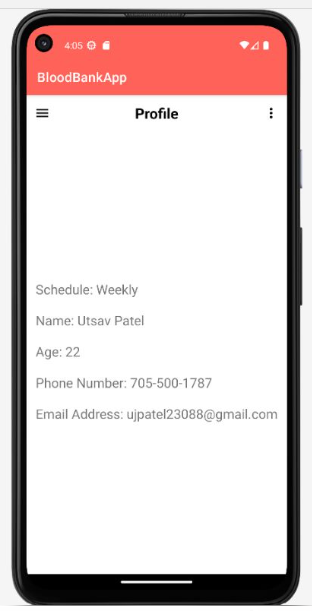 4:05
BloodBankApp
Profile
Schedule: Weekly
Name: Utsav Patel
Age: 22
Phone Number: 705-500-1787
Email Address: ujpatel23088@gmail.com